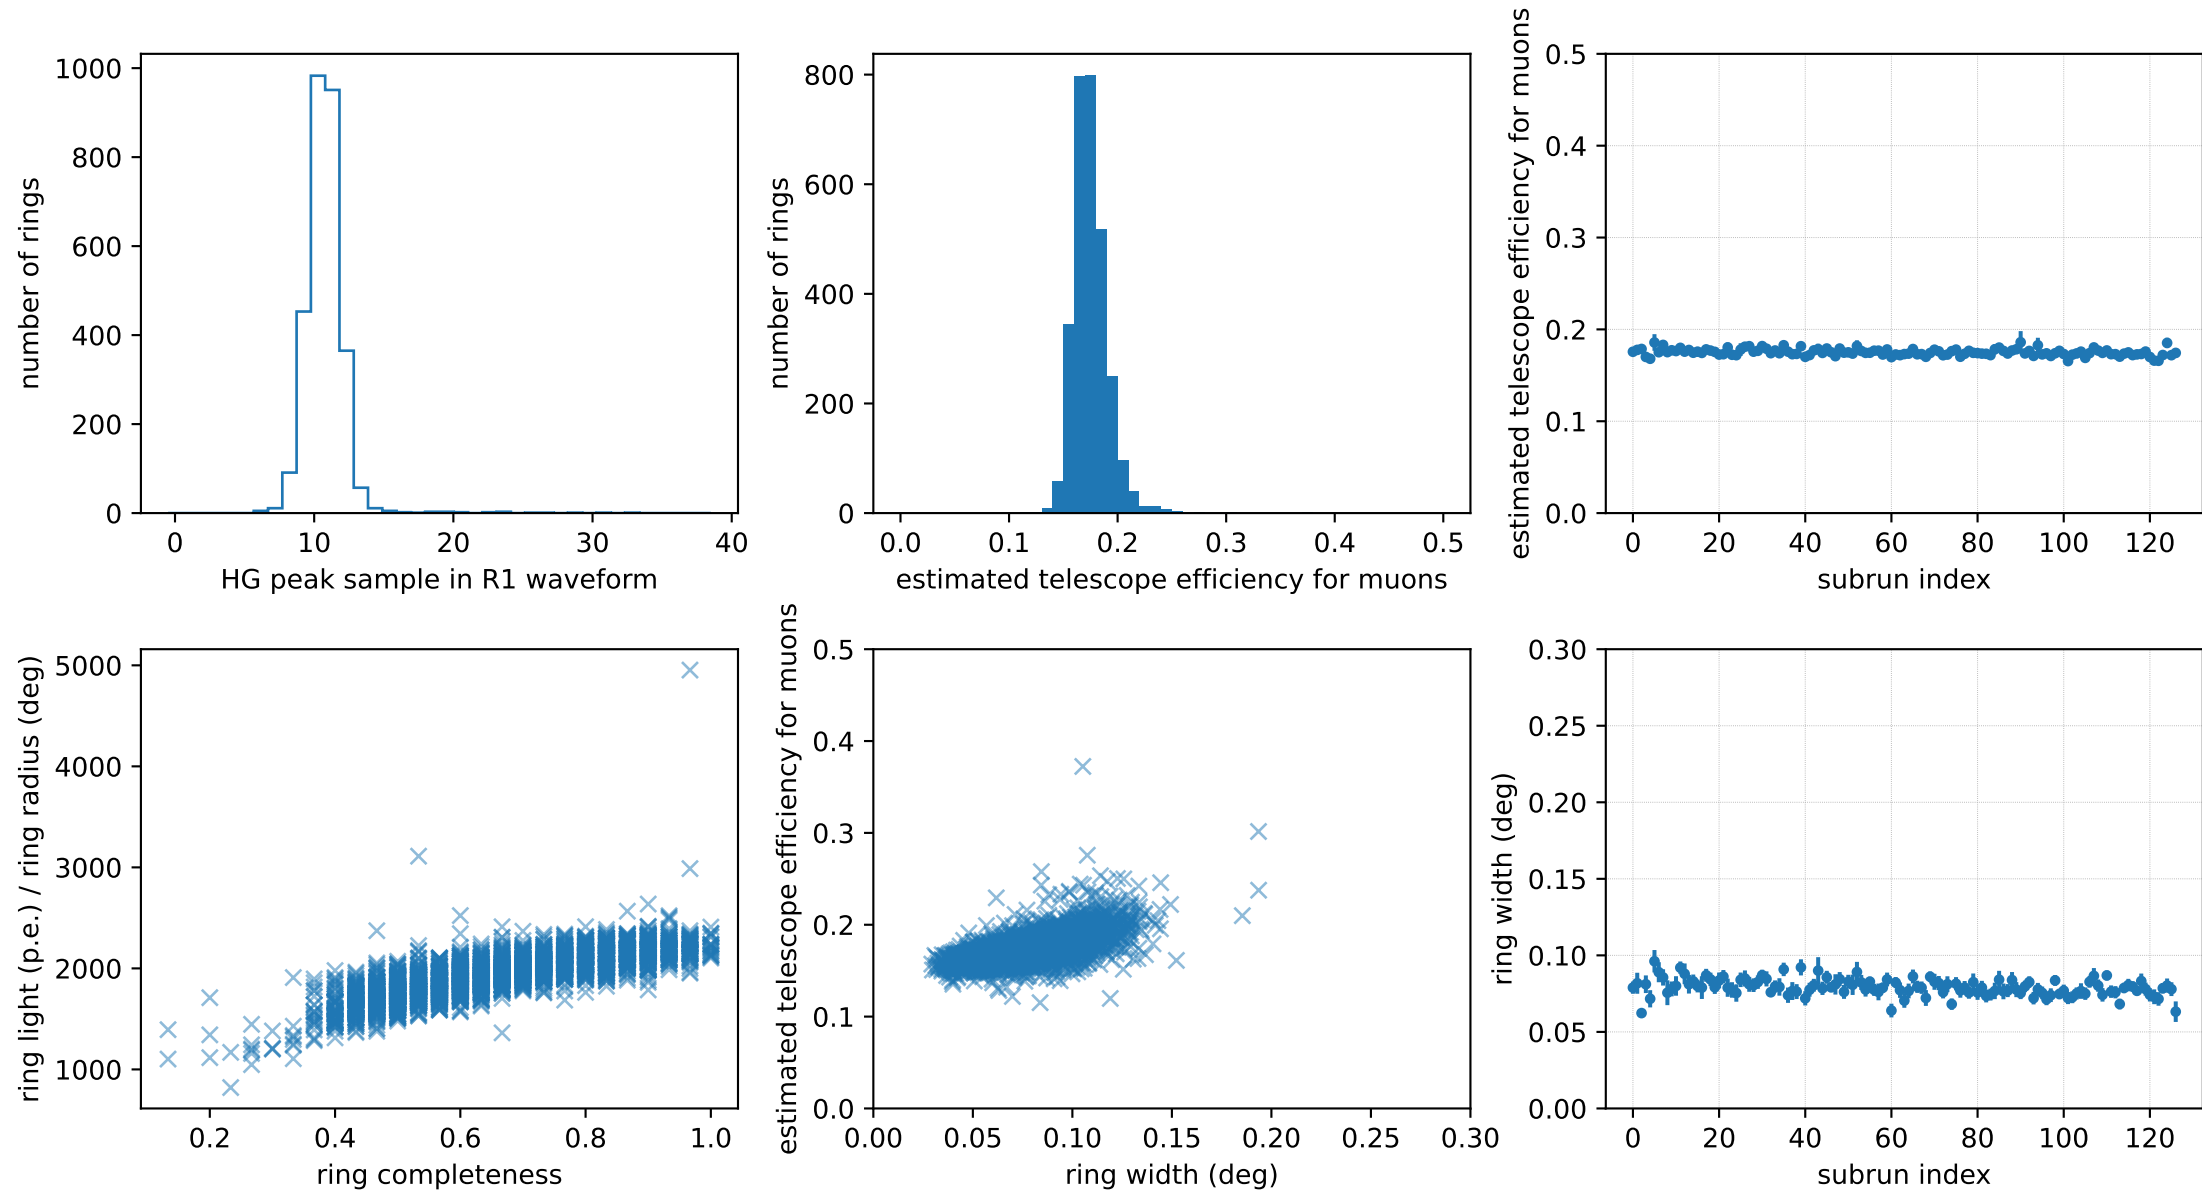 number of rings
1000
800
600
400
200
0
0 10 20 30 40
HG peak sample in R1 waveform
number of rings
800
600
400
200
0
0.0 0.1 0.2 0.3 0.4 0.5
estimated telescope efficiency for muons
estimated telescope efficiency for muons
0.5
0.4
0.3
0.2
0.1
0.0
0 20 40 60 80 100 120
subrun index
ring light (p.e.) / ring radius (deg)
5000
4000
3000
2000
1000
0.2 0.4 0.6 0.8 1.0
ring completeness
estimated telescope efficiency for muons
0.5
0.4
0.3
0.2
0.1
0.0
0.00 0.05 0.10 0.15 0.20 0.25 0.30
ring width (deg)
ring width (deg)
0.30
0.25
0.20
0.15
0.10
0.05
0.00
0 20 40 60 80 100 120
subrun index